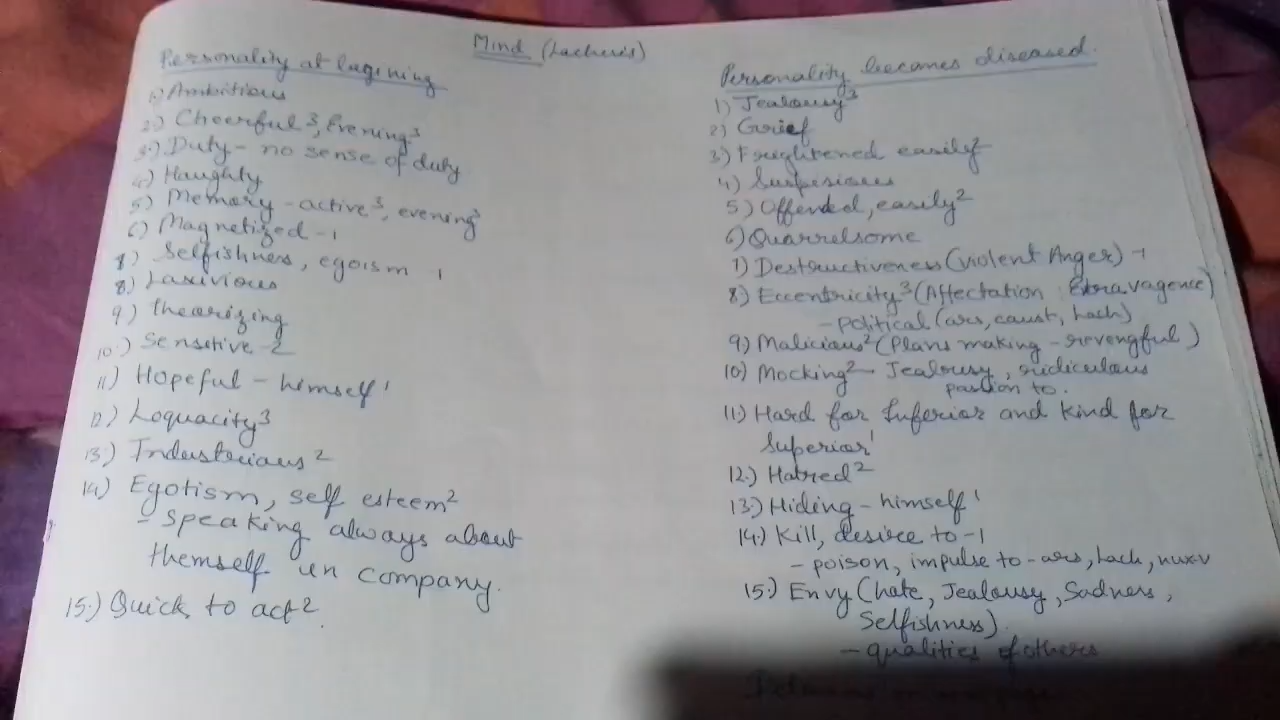 Mind (Lachesis)
Personality at begining
1.) Ambitious
2.) Cheerful³, Evening³
3.) Duty - no sense of duty
4.) Haughty
5.) Memory - active³, evening³
6.) Magnetized - 1
7.) Selfishness, egoism - 1
8.) Lasivious
9.) Theorizing
10.) Sensitive - 2
11.) Hopeful - himself¹
12.) Loquacity³
13.) Industerious²
14.) Egotism, self esteem²
- Speaking always about
themself in company.
15.) Quick to act².
Personality becomes diseased.
1) Jealousy³
2) Grief
3) Frightened easily
4) Suspisious
5) Offended, easily²
6) Quarrelsome
7) Destructiveness (Violent Anger) - 1
8.) Eccentricity³ (Affectation : Extravagence)
- Political (ars, caust, Lach)
9.) Malicious² (Plans making - revengful)
10) Mocking² - Jealousy, ridiculous
passion to.
11.) Hard for Inferior and kind for
Superior¹
12.) Hatred²
13.) Hiding - himself¹
14.) Kill, desire to - 1
- poison, impulse to - ars, Lach, nux-v
15.) Envy (hate, Jealousy, Sadness,
Selfishness).
- qualities of others